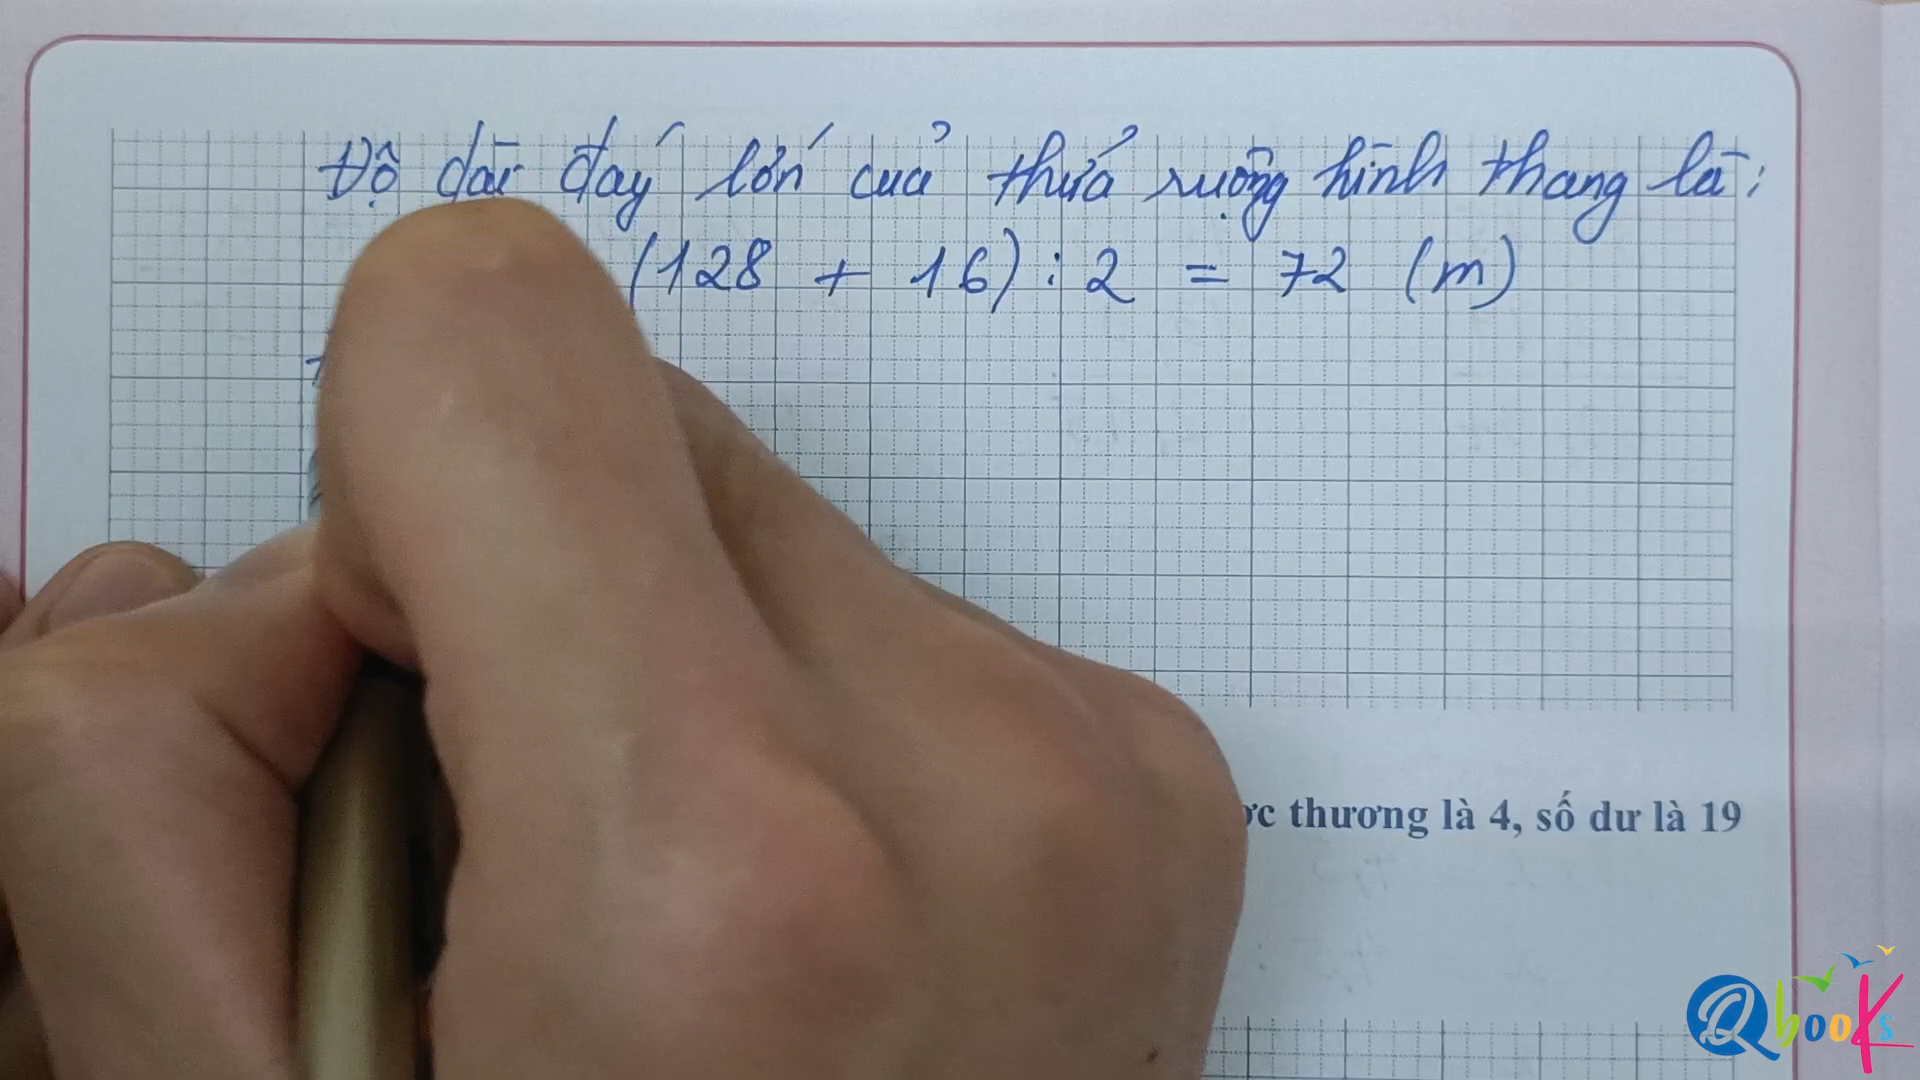 Độ dài đáy lớn của thửa ruộng hình thang là:
(128 + 16) : 2 = 72 (m)
thương là 4, số dư là 19
Qbooks